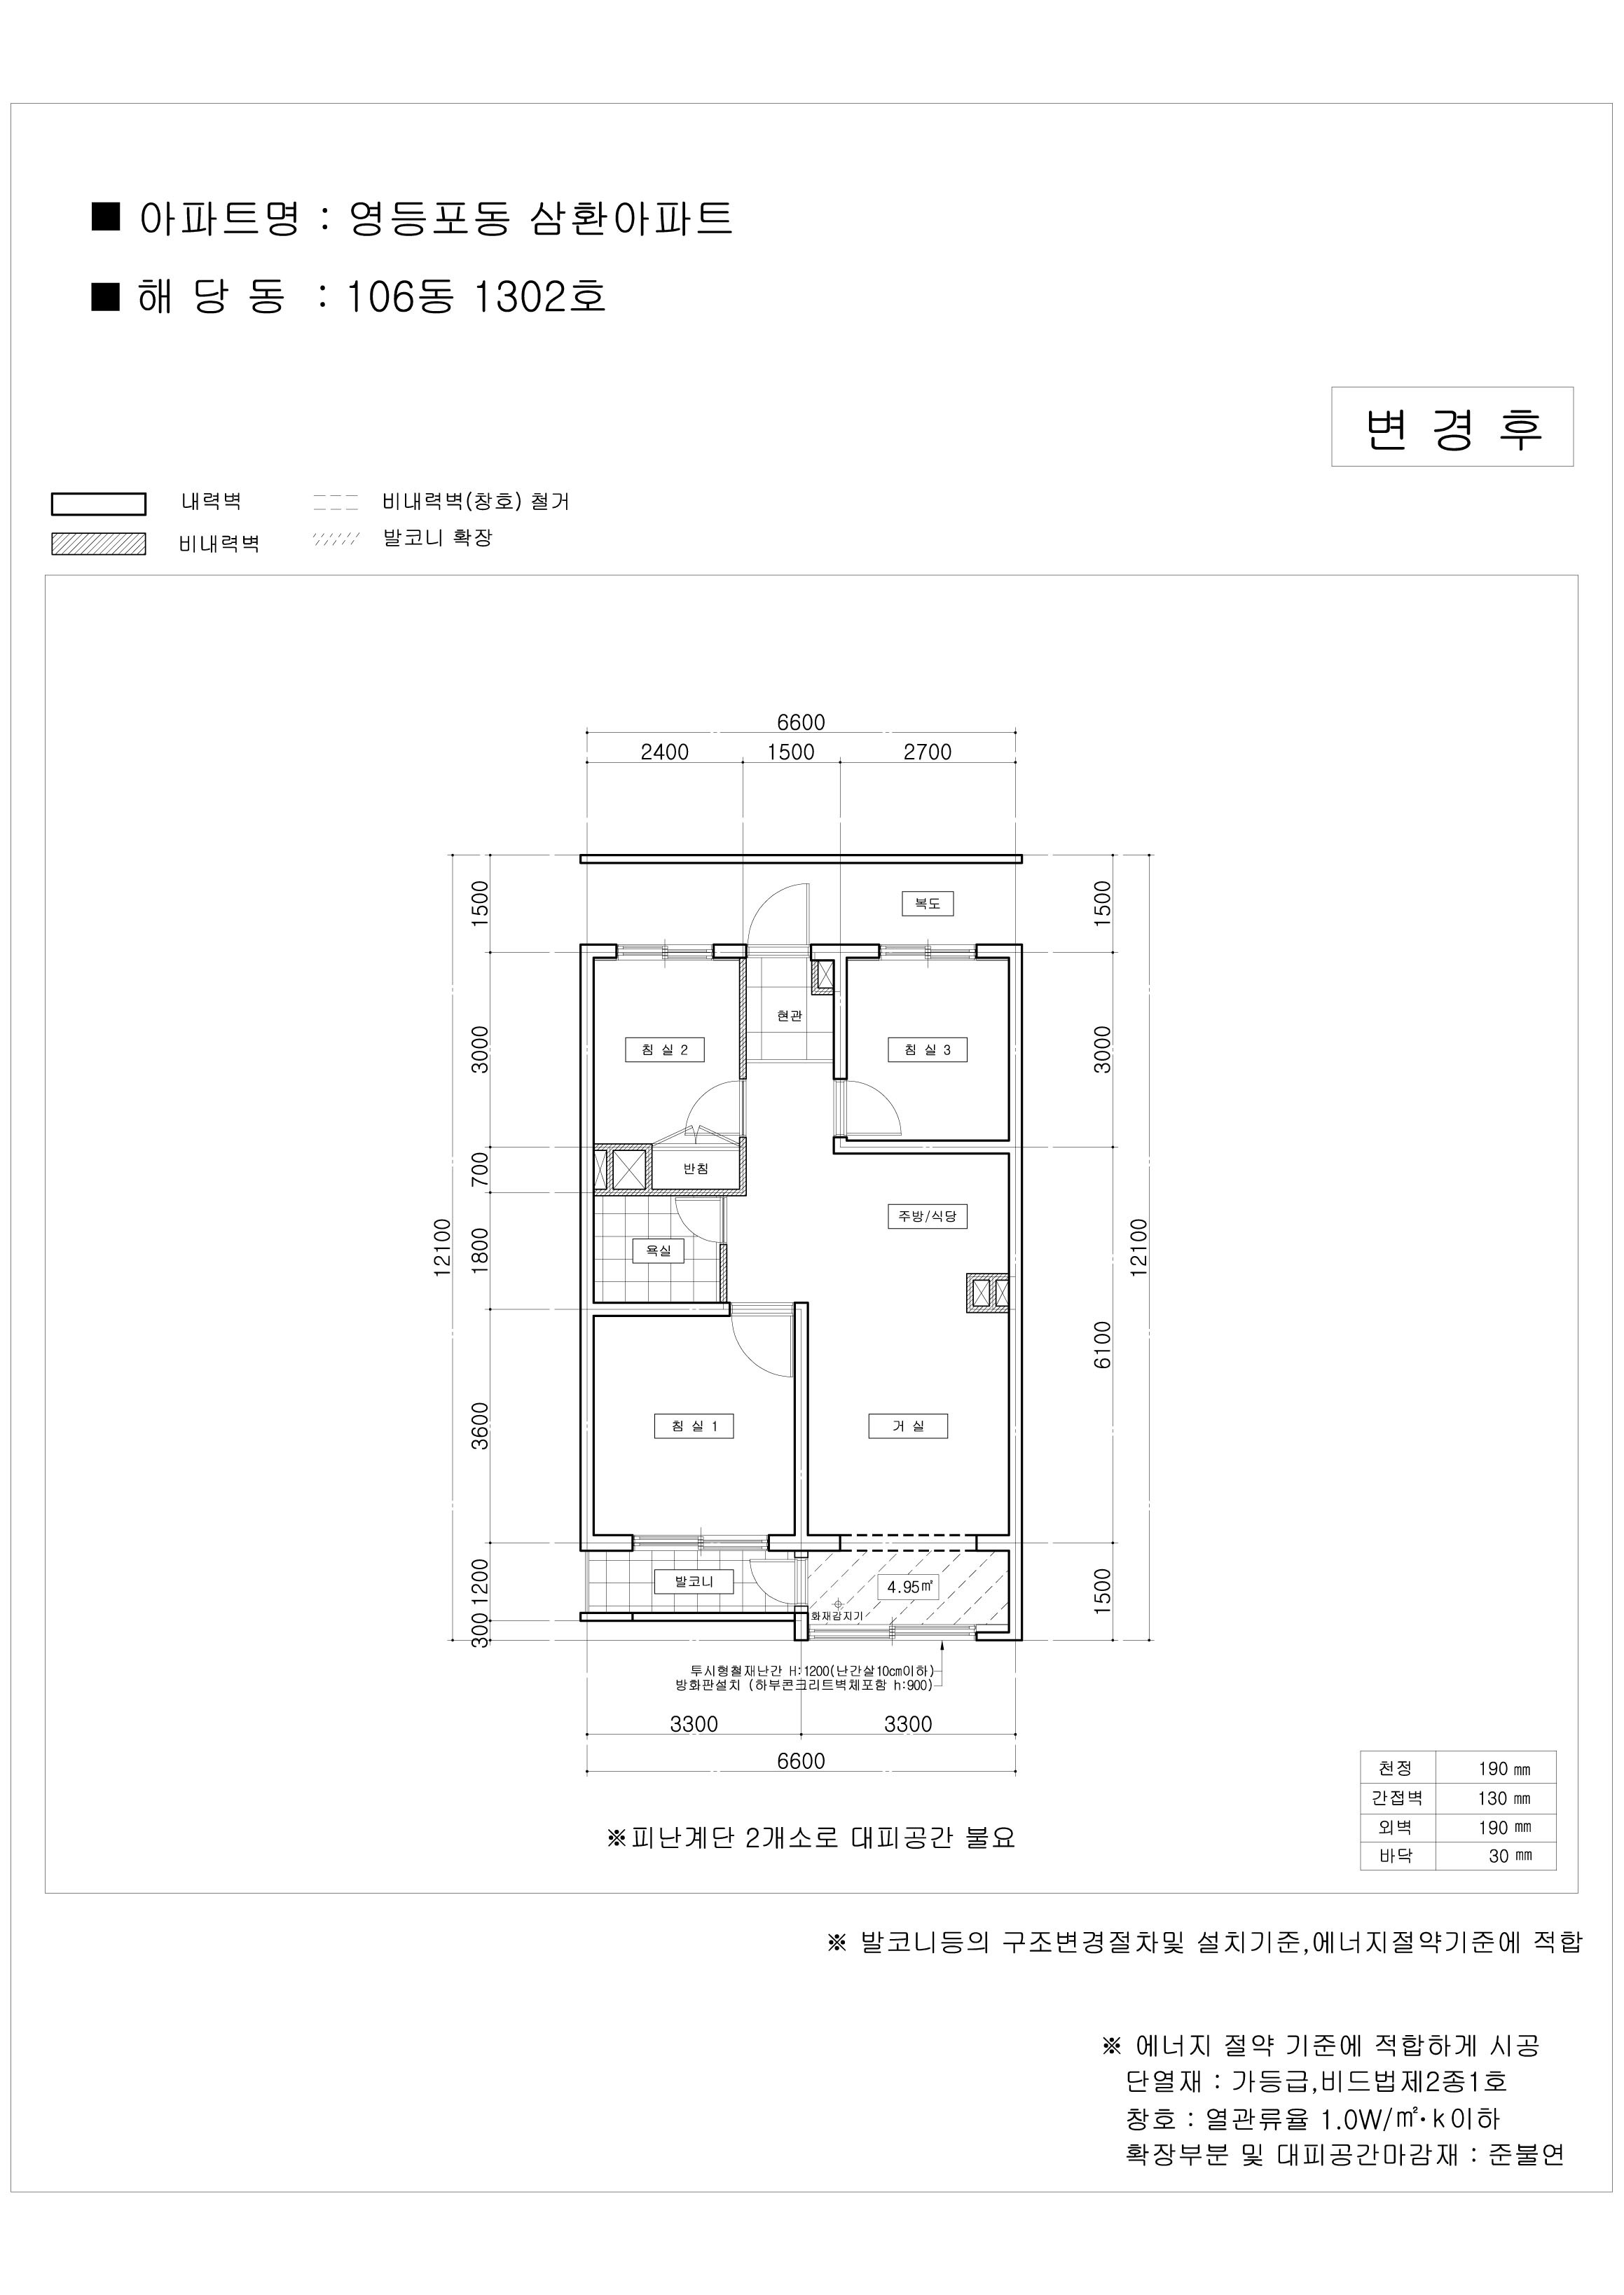 ■ 아파트명 : 영등포동 삼환아파트
■ 해 당 동 : 106동 1302호
변 경 후
내력벽
비내력벽(창호) 철거
비내력벽
발코니 확장
6600
2400 1500 2700
1500
복도
1500
현관
3000
침 실 2
침 실 3
3000
700
반침
주방/식당
12100
1800
욕실
12100
6100
3600
침 실 1
거 실
1200
발코니
4.95㎡
1500
화재감지기
300
투시형철재난간 H:1200(난간살10㎝이하)
방화판설치 (하부콘크리트벽체포함 h:900)
3300 3300
6600
천정 190 ㎜
간접벽 130 ㎜
외벽 190 ㎜
바닥 30 ㎜
※피난계단 2개소로 대피공간 불요
※ 발코니등의 구조변경절차및 설치기준,에너지절약기준에 적합
※ 에너지 절약 기준에 적합하게 시공
단열재 : 가등급,비드법제2종1호
창호 : 열관류율 1.0W/㎡·k이하
확장부분 및 대피공간마감재 : 준불연